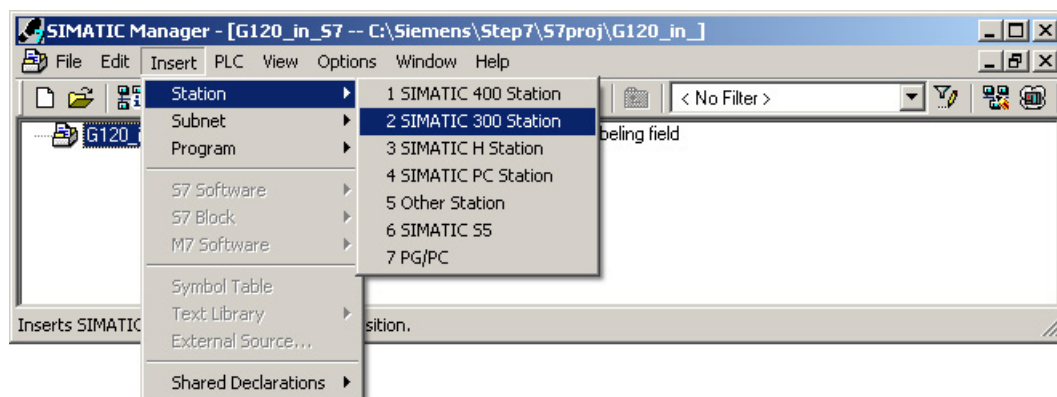 SIMATIC Manager - [G120_in_S7 -- C:\Siemens\Step7\S7proj\G120_in_]
File Edit Insert PLC View Options Window Help
< No Filter >
G120_
beling field
Station
Subnet
Program
S7 Software
S7 Block
M7 Software
Symbol Table
Text Library
External Source...
Shared Declarations
1 SIMATIC 400 Station
2 SIMATIC 300 Station
3 SIMATIC H Station
4 SIMATIC PC Station
5 Other Station
6 SIMATIC S5
7 PG/PC
Inserts SIMATIC
sition.